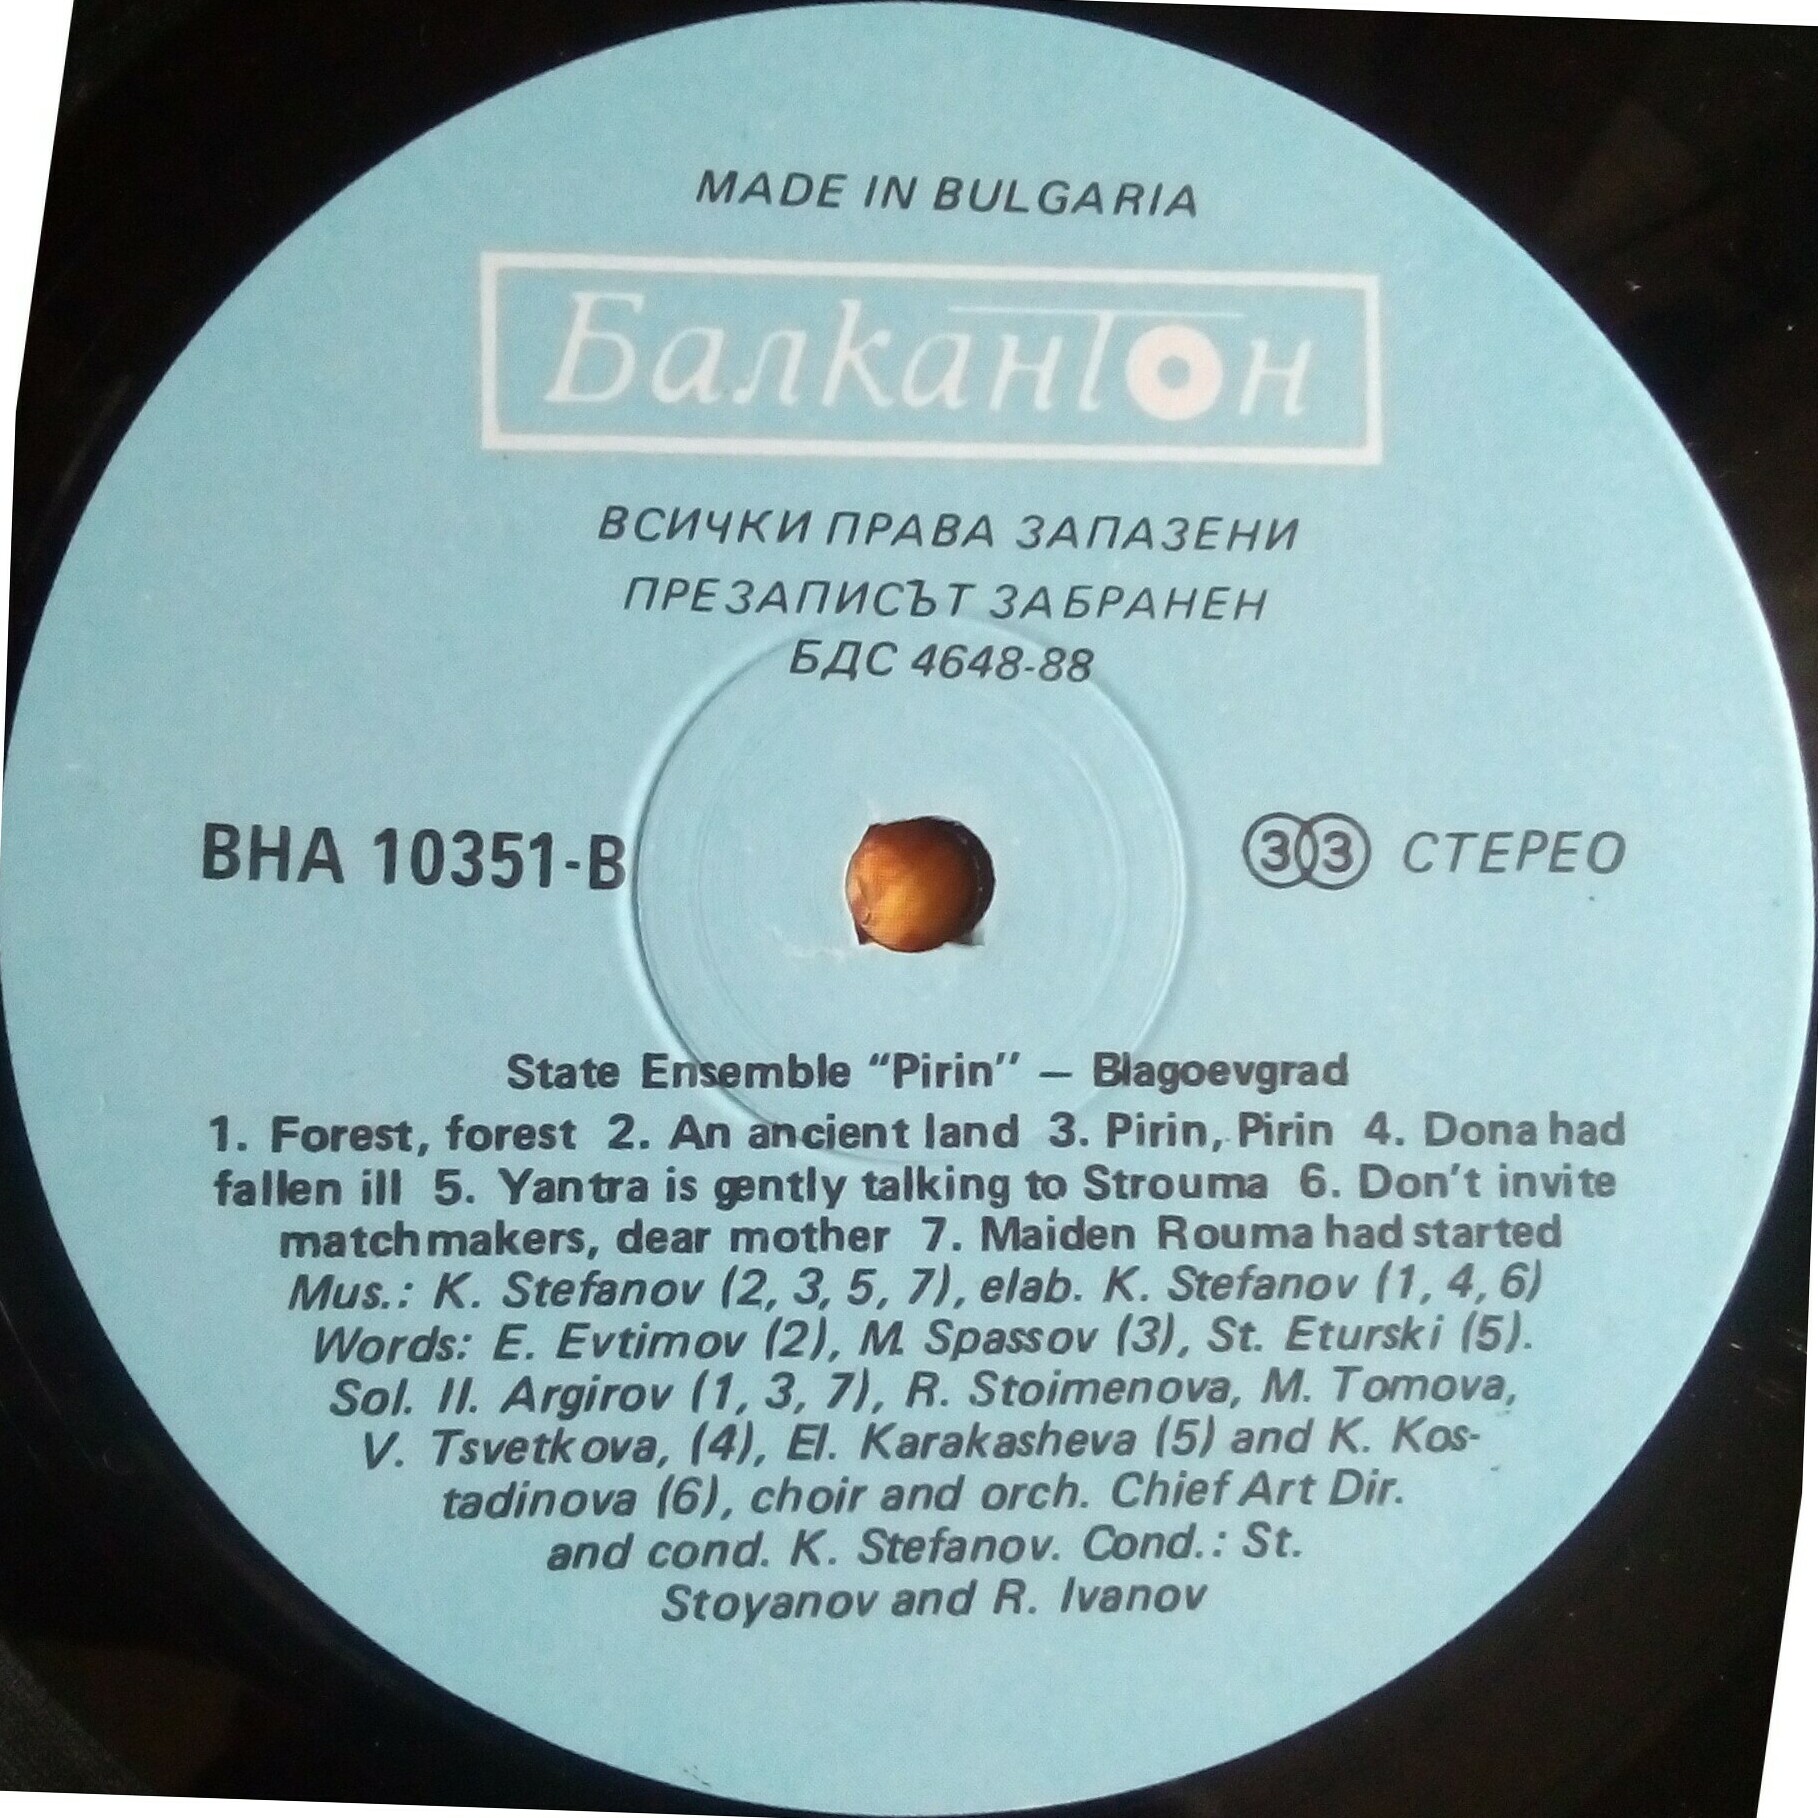 MADE IN BULGARIA
Балкантон
ВСИЧКИ ПРАВА ЗАПАЗЕНИ
ПРЕЗАПИСЪТ ЗАБРАНЕН
БДС 4648-88
ВНА 10351-В
33 СТЕРЕО
State Ensemble “Pirin” — Blagoevgrad
1. Forest, forest 2. An ancient land 3. Pirin, Pirin 4. Dona had
fallen ill 5. Yantra is gently talking to Strouma 6. Don't invite
matchmakers, dear mother 7. Maiden Rouma had started
Mus.: K. Stefanov (2, 3, 5, 7), elab. K. Stefanov (1, 4, 6)
Words: E. Evtimov (2), M. Spassov (3), St. Eturski (5).
Sol. Il. Argirov (1, 3, 7), R. Stoimenova, M. Tomova,
V. Tsvetkova, (4), El. Karakasheva (5) and K. Kos-
tadinova (6), choir and orch. Chief Art Dir.
and cond. K. Stefanov. Cond.: St.
Stoyanov and R. Ivanov